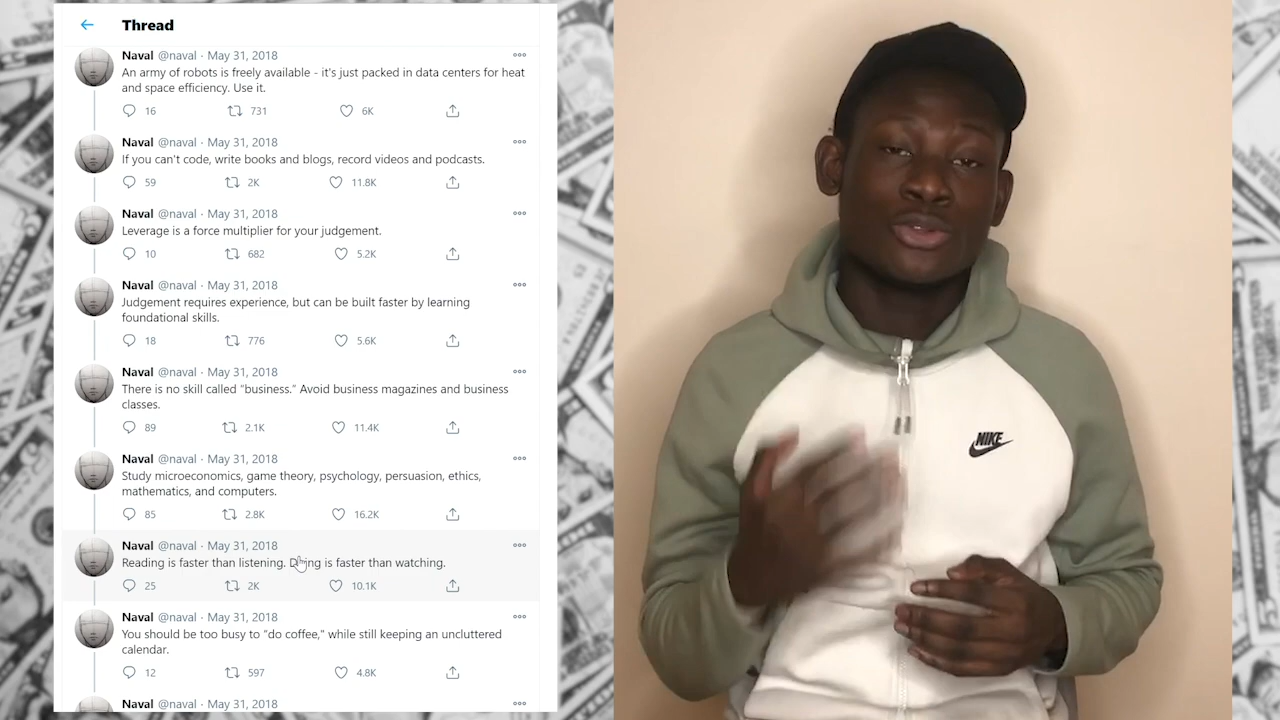 Thread
Naval @naval · May 31, 2018
An army of robots is freely available - it's just packed in data centers for heat
and space efficiency. Use it.
16 731 6K
Naval @naval · May 31, 2018
If you can't code, write books and blogs, record videos and podcasts.
59 2K 11.8K
Naval @naval · May 31, 2018
Leverage is a force multiplier for your judgement.
10 682 5.2K
Naval @naval · May 31, 2018
Judgement requires experience, but can be built faster by learning
foundational skills.
18 776 5.6K
Naval @naval · May 31, 2018
There is no skill called “business.” Avoid business magazines and business
classes.
89 2.1K 11.4K
Naval @naval · May 31, 2018
Study microeconomics, game theory, psychology, persuasion, ethics,
mathematics, and computers.
85 2.8K 16.2K
Naval @naval · May 31, 2018
Reading is faster than listening. Doing is faster than watching.
25 2K 10.1K
Naval @naval · May 31, 2018
You should be too busy to “do coffee,” while still keeping an uncluttered
calendar.
12 597 4.8K
Naval @naval · May 31, 2018
NIKE